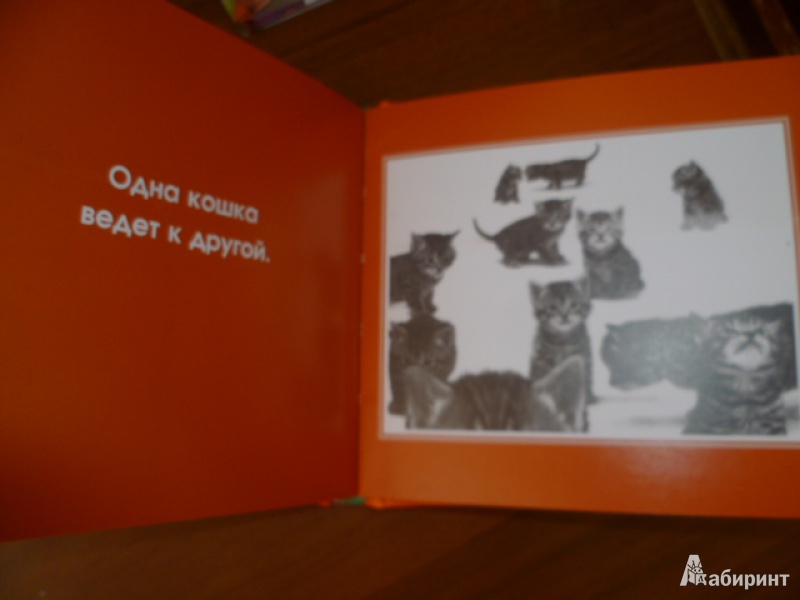 Одна кошка
ведет к другой.
Лабиринт